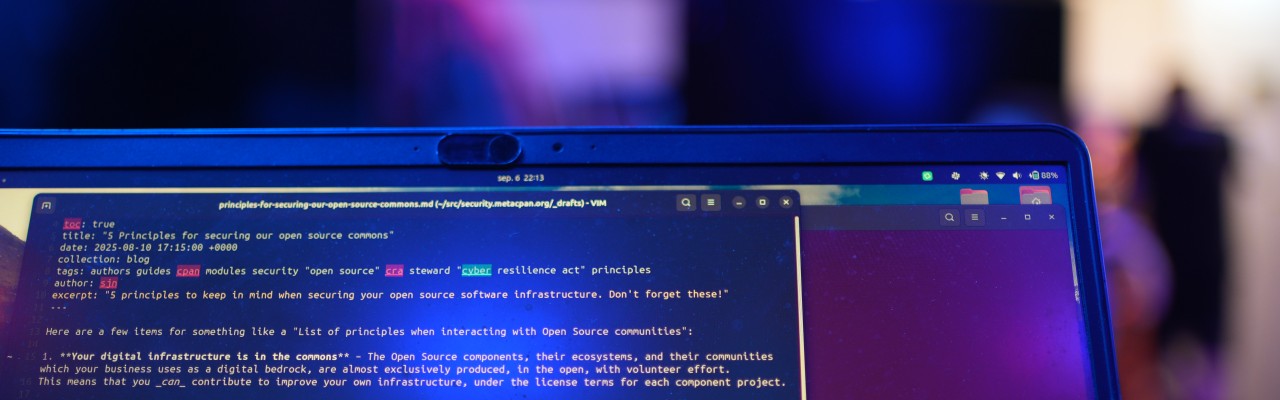 sep. 6 22:13
88%
principles-for-securing-our-open-source-commons.md (~/src/security.metacpan.org/_drafts) - VIM
toc: true
title: "5 Principles for securing our open source commons"
date: 2025-08-10 17:15:00 +0000
collection: blog
tags: authors guides cpan modules security "open source" cra steward "cyber resilience act" principles
author: sjn
excerpt: "5 principles to keep in mind when securing your open source software infrastructure. Don't forget these!"
---
Here are a few items for something like a "List of principles when interacting with Open Source communities":
1. **Your digital infrastructure is in the commons** – The Open Source components, their ecosystems, and their communities
which your business uses as a digital bedrock, are almost exclusively produced, in the open, with volunteer effort.
This means that you _can_ contribute to improve your own infrastructure, under the license terms for each component project.